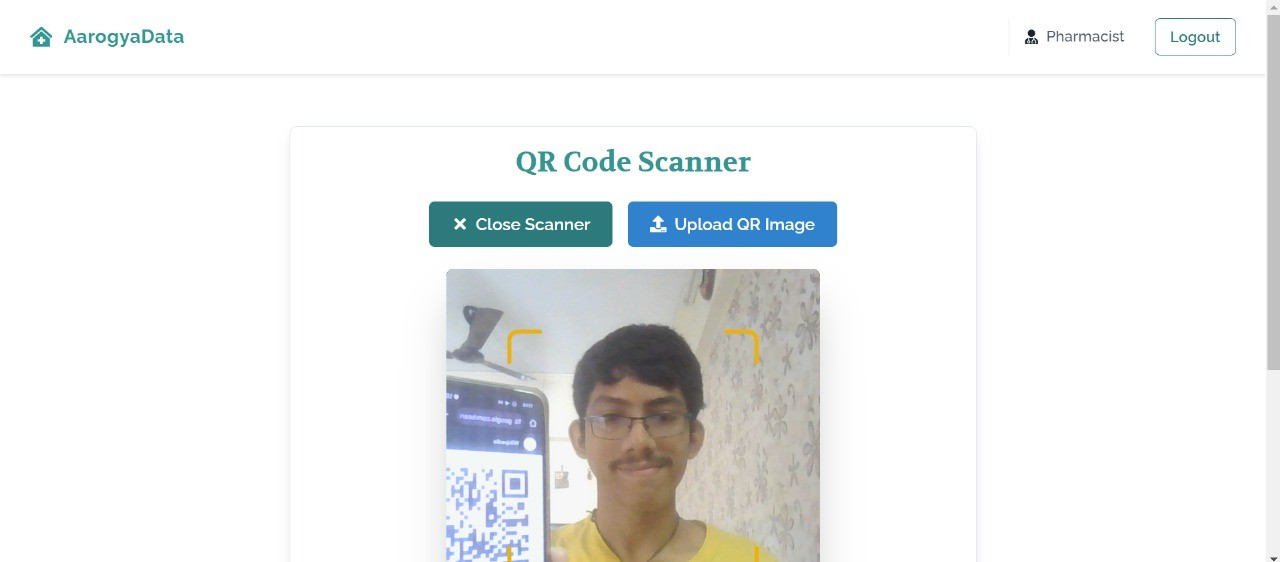 AarogyaData
Pharmacist
Logout
QR Code Scanner
Close Scanner
Upload QR Image